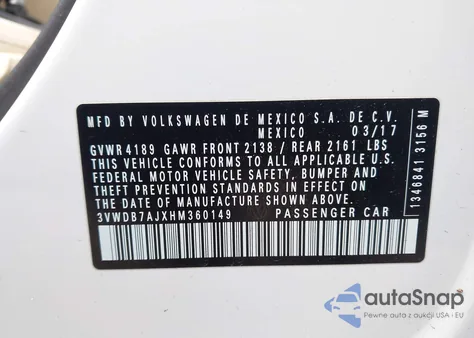 MFD. BY VOLKSWAGEN DE MEXICO S.A. DE C.V.
MEXICO 03/17
GVWR 4189 GAWR FRONT 2138 / REAR 2161 LBS
THIS VEHICLE CONFORMS TO ALL APPLICABLE U.S.
FEDERAL MOTOR VEHICLE SAFETY, BUMPER AND
THEFT PREVENTION STANDARDS IN EFFECT ON THE
DATE OF MANUFACTURE SHOWN ABOVE
3VWDB7AJXHM360149 PASSENGER CAR
1346841 3156 M
autoSnap
Pewne auta z aukcji USA i EU